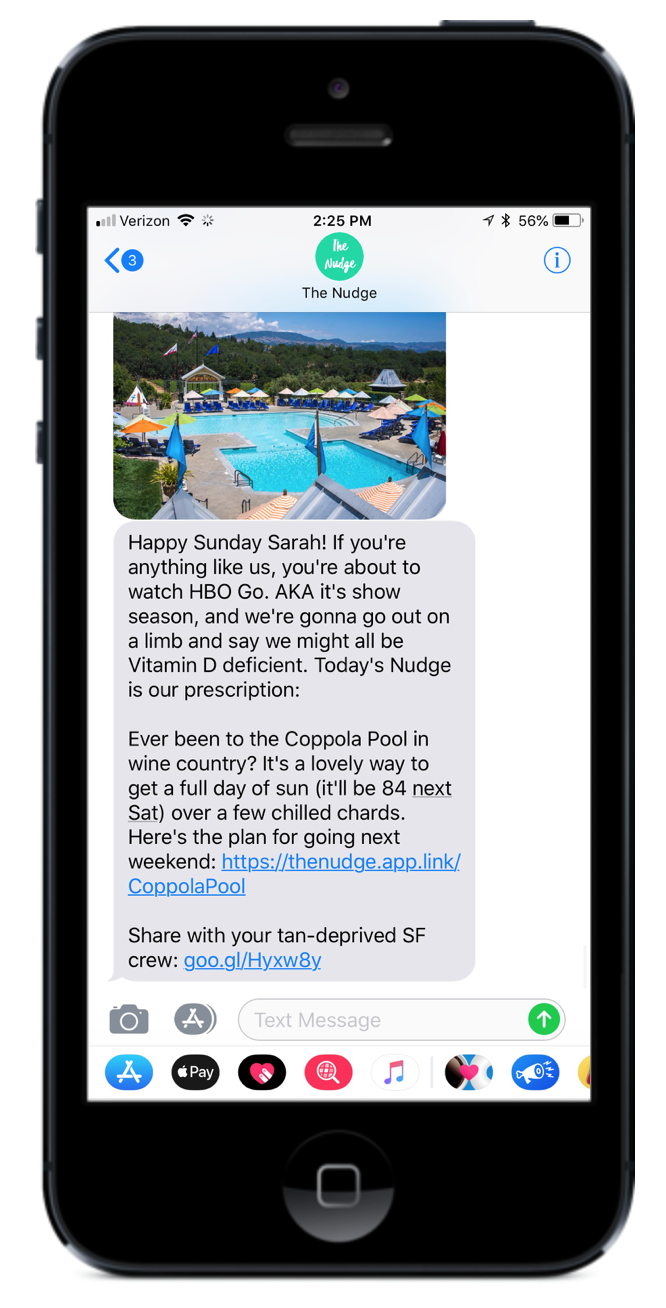 Verizon 2:25 PM 56%
3
The
Nudge
The Nudge
Happy Sunday Sarah! If you're
anything like us, you're about to
watch HBO Go. AKA it's show
season, and we're gonna go out on
a limb and say we might all be
Vitamin D deficient. Today's Nudge
is our prescription:
Ever been to the Coppola Pool in
wine country? It's a lovely way to
get a full day of sun (it'll be 84 next
Sat) over a few chilled chards.
Here's the plan for going next
weekend: https://thenudge.app.link/
CoppolaPool
Share with your tan-deprived SF
crew: goo.gl/Hyxw8y
Text Message
Pay